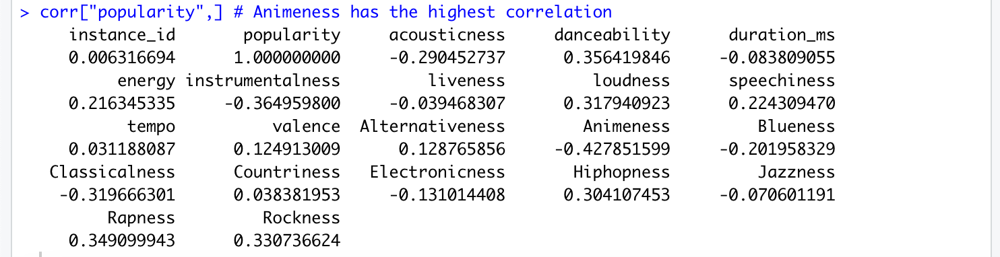 > corr["popularity",] # Animeness has the highest correlation
instance_id popularity acousticness danceability duration_ms
0.006316694 1.000000000 -0.290452737 0.356419846 -0.083809055
energy instrumentalness liveness loudness speechiness
0.216345335 -0.364959800 -0.039468307 0.317940923 0.224309470
tempo valence Alternativeness Animeness Blueness
0.031188087 0.124913009 0.128765856 -0.427851599 -0.201958329
Classicalness Countriness Electronicness Hiphopness Jazzness
-0.319666301 0.038381953 -0.131014408 0.304107453 -0.070601191
Rapness Rockness
0.349099943 0.330736624